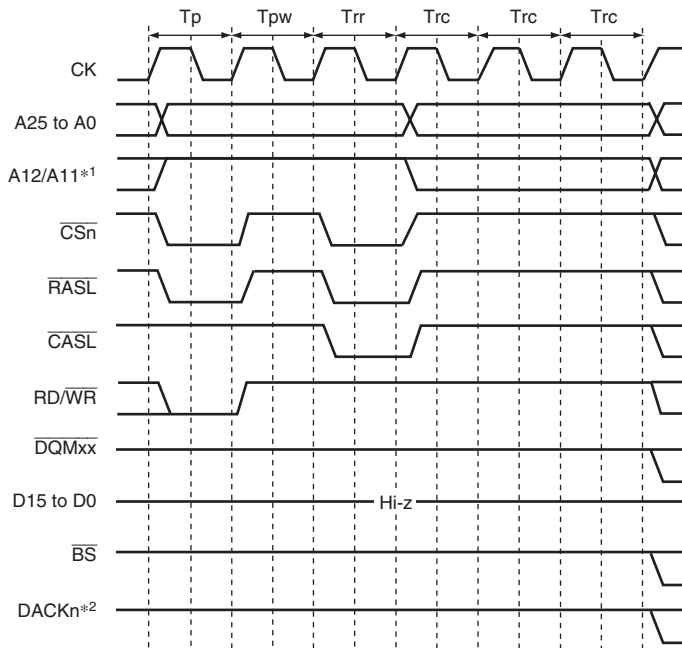 Tp Tpw Trr Trc Trc Trc
CK
A25 to A0
A12/A11*1
CSn
RASL
CASL
RD/WR
DQMxx
D15 to D0
Hi-z
BS
DACKn*2